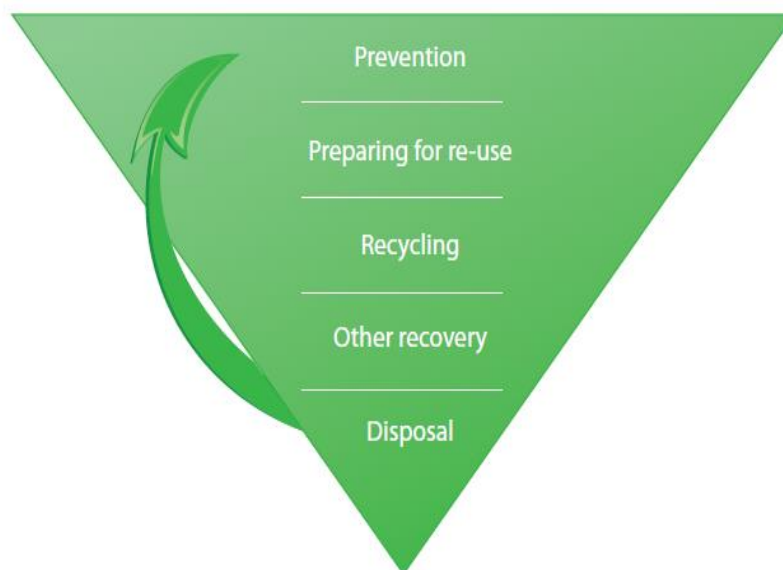 Prevention
Preparing for re-use
Recycling
Other recovery
Disposal